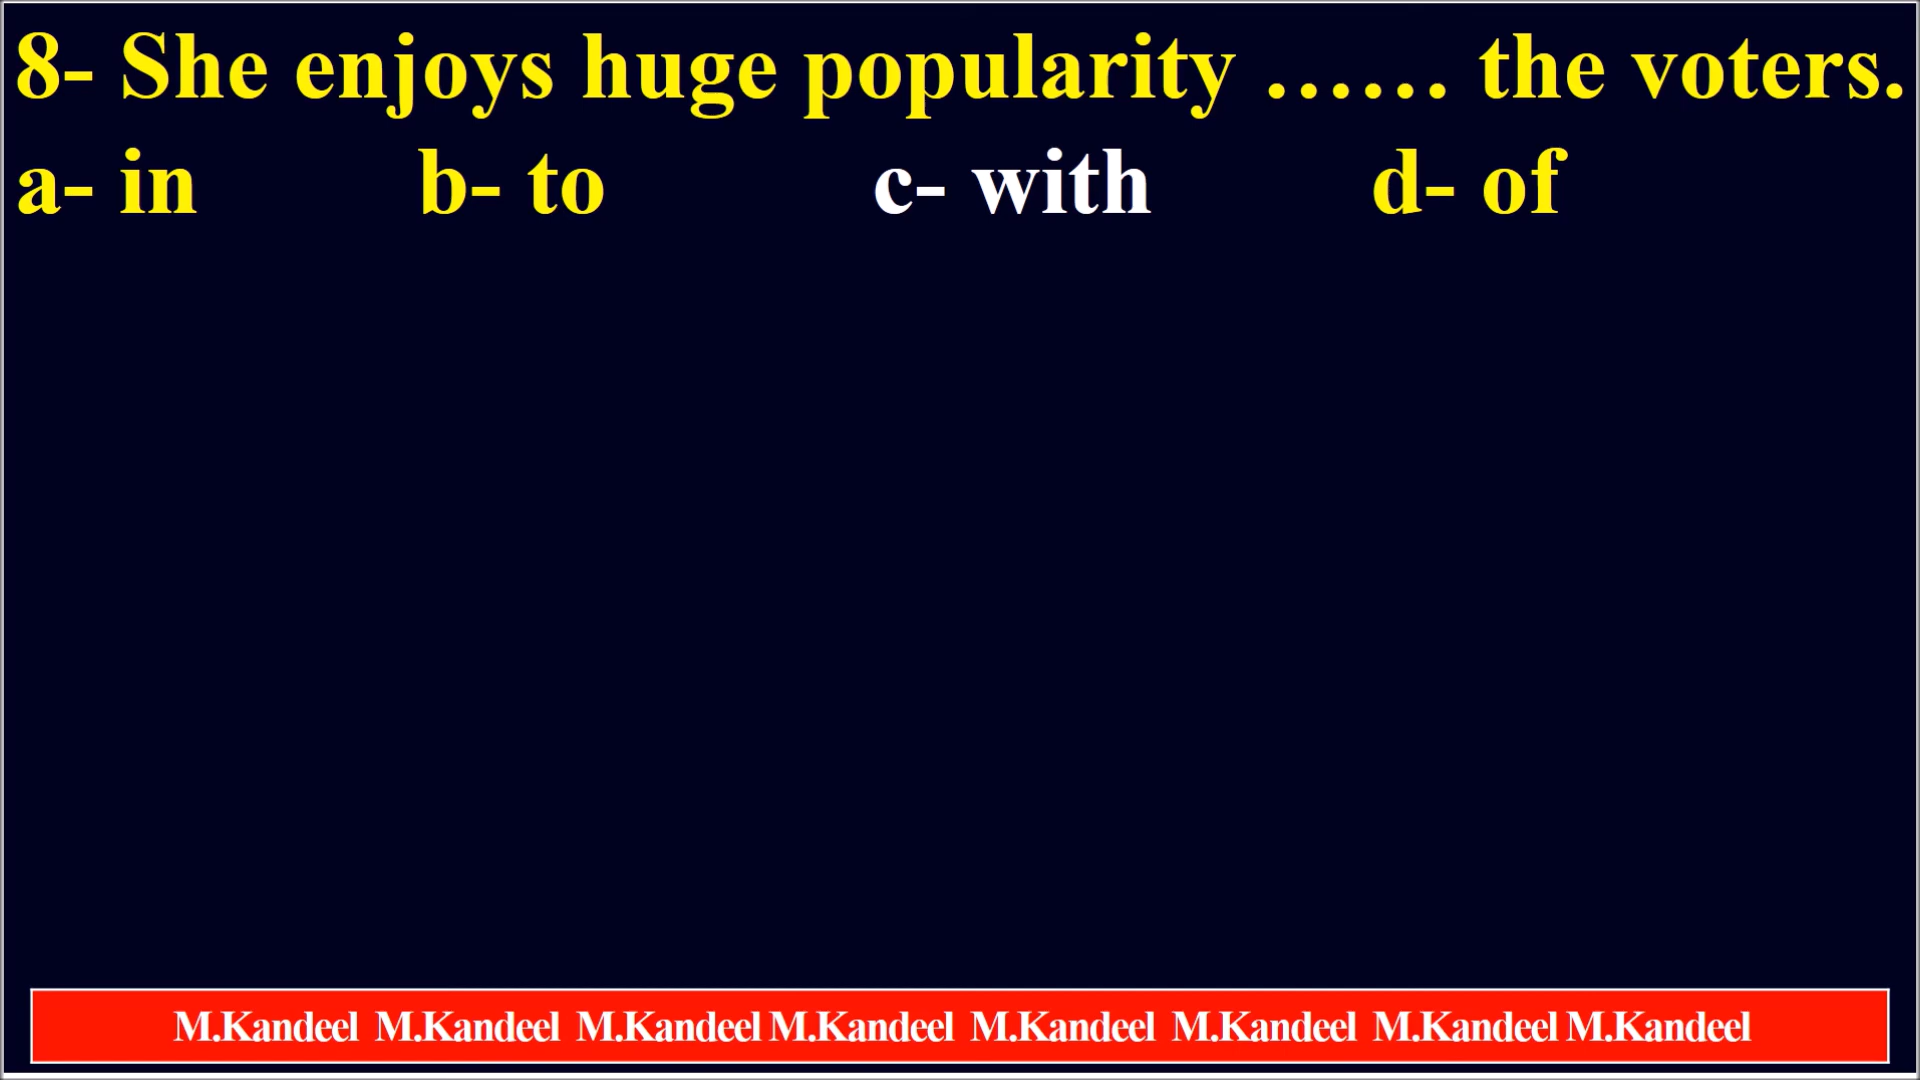 8- She enjoys huge popularity …… the voters.
a- in b- to c- with d- of
M.Kandeel M.Kandeel M.Kandeel M.Kandeel M.Kandeel M.Kandeel M.Kandeel M.Kandeel